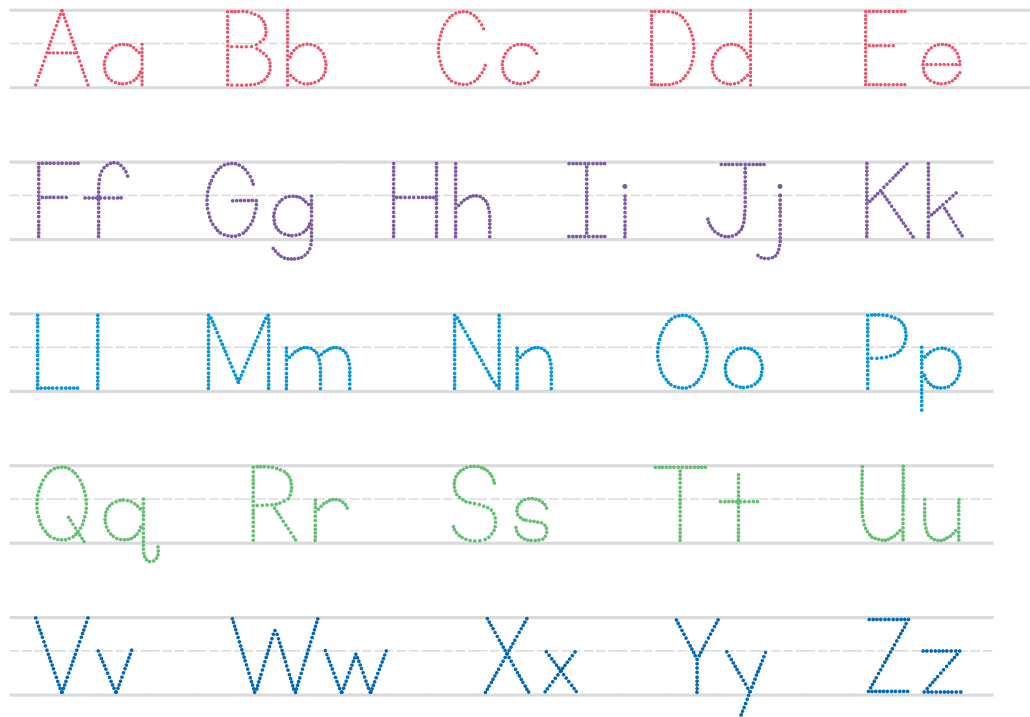 Aa Bb Cc Dd Ee
Ff Gg Hh Ii Jj Kk
Ll Mm Nn Oo Pp
Qq Rr Ss Tt Uu
Vv Ww Xx Yy Zz